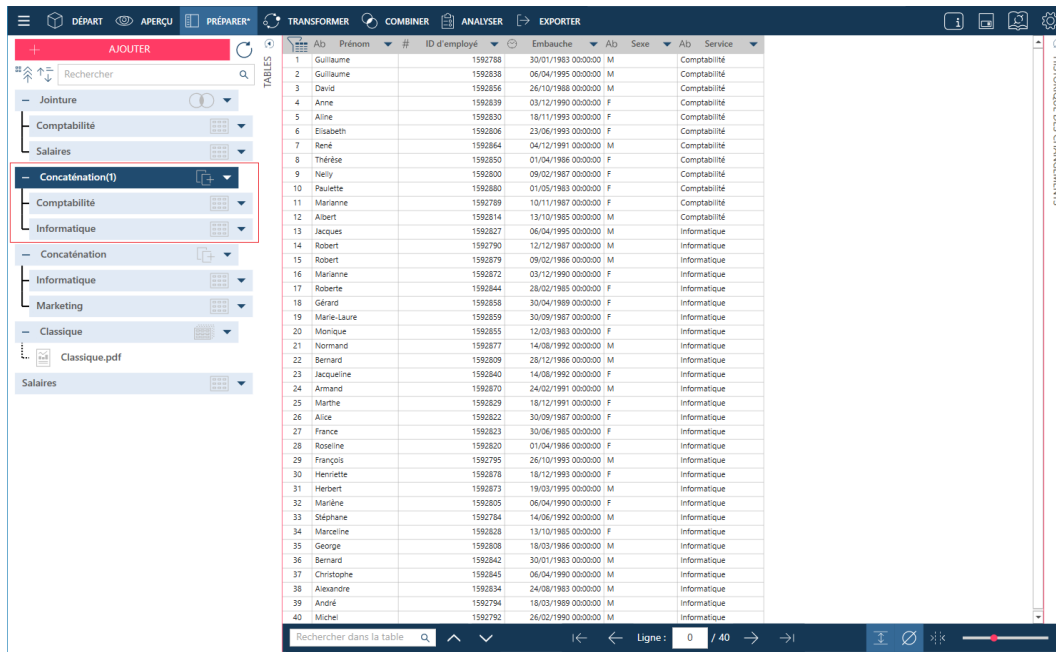 DÉPART APERÇU PRÉPARER* TRANSFORMER COMBINER ANALYSER EXPORTER
AJOUTER
Rechercher
Jointure
Comptabilité
Salaires
Concaténation(1)
Comptabilité
Informatique
Concaténation
Informatique
Marketing
Classique
Classique.pdf
Salaires
TABLES
Ab Prénom # ID d'employé Embauche Ab Sexe Ab Service
1 Guillaume 1592788 30/01/1983 00:00:00 M Comptabilité
2 Guillaume 1592838 06/04/1995 00:00:00 M Comptabilité
3 David 1592856 26/10/1988 00:00:00 M Comptabilité
4 Anne 1592839 03/12/1990 00:00:00 F Comptabilité
5 Aline 1592830 18/11/1993 00:00:00 F Comptabilité
6 Elisabeth 1592806 23/06/1993 00:00:00 F Comptabilité
7 René 1592864 04/12/1991 00:00:00 M Comptabilité
8 Thérèse 1592850 01/04/1986 00:00:00 F Comptabilité
9 Nelly 1592800 09/02/1987 00:00:00 F Comptabilité
10 Paulette 1592880 01/05/1983 00:00:00 F Comptabilité
11 Marianne 1592789 10/11/1987 00:00:00 F Comptabilité
12 Albert 1592814 13/10/1985 00:00:00 M Comptabilité
13 Jacques 1592827 06/04/1995 00:00:00 M Informatique
14 Robert 1592790 12/12/1987 00:00:00 M Informatique
15 Robert 1592879 09/02/1986 00:00:00 M Informatique
16 Marianne 1592872 03/12/1990 00:00:00 F Informatique
17 Roberte 1592844 28/02/1985 00:00:00 F Informatique
18 Gérard 1592858 30/04/1989 00:00:00 F Informatique
19 Marie-Laure 1592859 30/09/1987 00:00:00 F Informatique
20 Monique 1592855 12/03/1983 00:00:00 F Informatique
21 Normand 1592877 14/08/1992 00:00:00 M Informatique
22 Bernard 1592809 28/12/1986 00:00:00 M Informatique
23 Jacqueline 1592840 14/08/1992 00:00:00 F Informatique
24 Armand 1592870 24/02/1991 00:00:00 M Informatique
25 Marthe 1592829 18/12/1991 00:00:00 F Informatique
26 Alice 1592822 30/09/1987 00:00:00 F Informatique
27 France 1592823 30/06/1985 00:00:00 F Informatique
28 Roseline 1592820 01/04/1986 00:00:00 F Informatique
29 François 1592795 26/10/1993 00:00:00 M Informatique
30 Henriette 1592878 18/12/1993 00:00:00 F Informatique
31 Herbert 1592873 19/03/1995 00:00:00 M Informatique
32 Marlène 1592805 06/04/1990 00:00:00 F Informatique
33 Stéphane 1592784 14/06/1992 00:00:00 M Informatique
34 Marceline 1592828 13/10/1985 00:00:00 F Informatique
35 George 1592808 18/03/1986 00:00:00 M Informatique
36 Bernard 1592842 30/01/1983 00:00:00 M Informatique
37 Christophe 1592845 06/04/1990 00:00:00 M Informatique
38 Alexandre 1592834 24/08/1983 00:00:00 M Informatique
39 André 1592794 18/03/1989 00:00:00 M Informatique
40 Michel 1592792 26/02/1990 00:00:00 M Informatique
Rechercher dans la table Ligne : 0 / 40